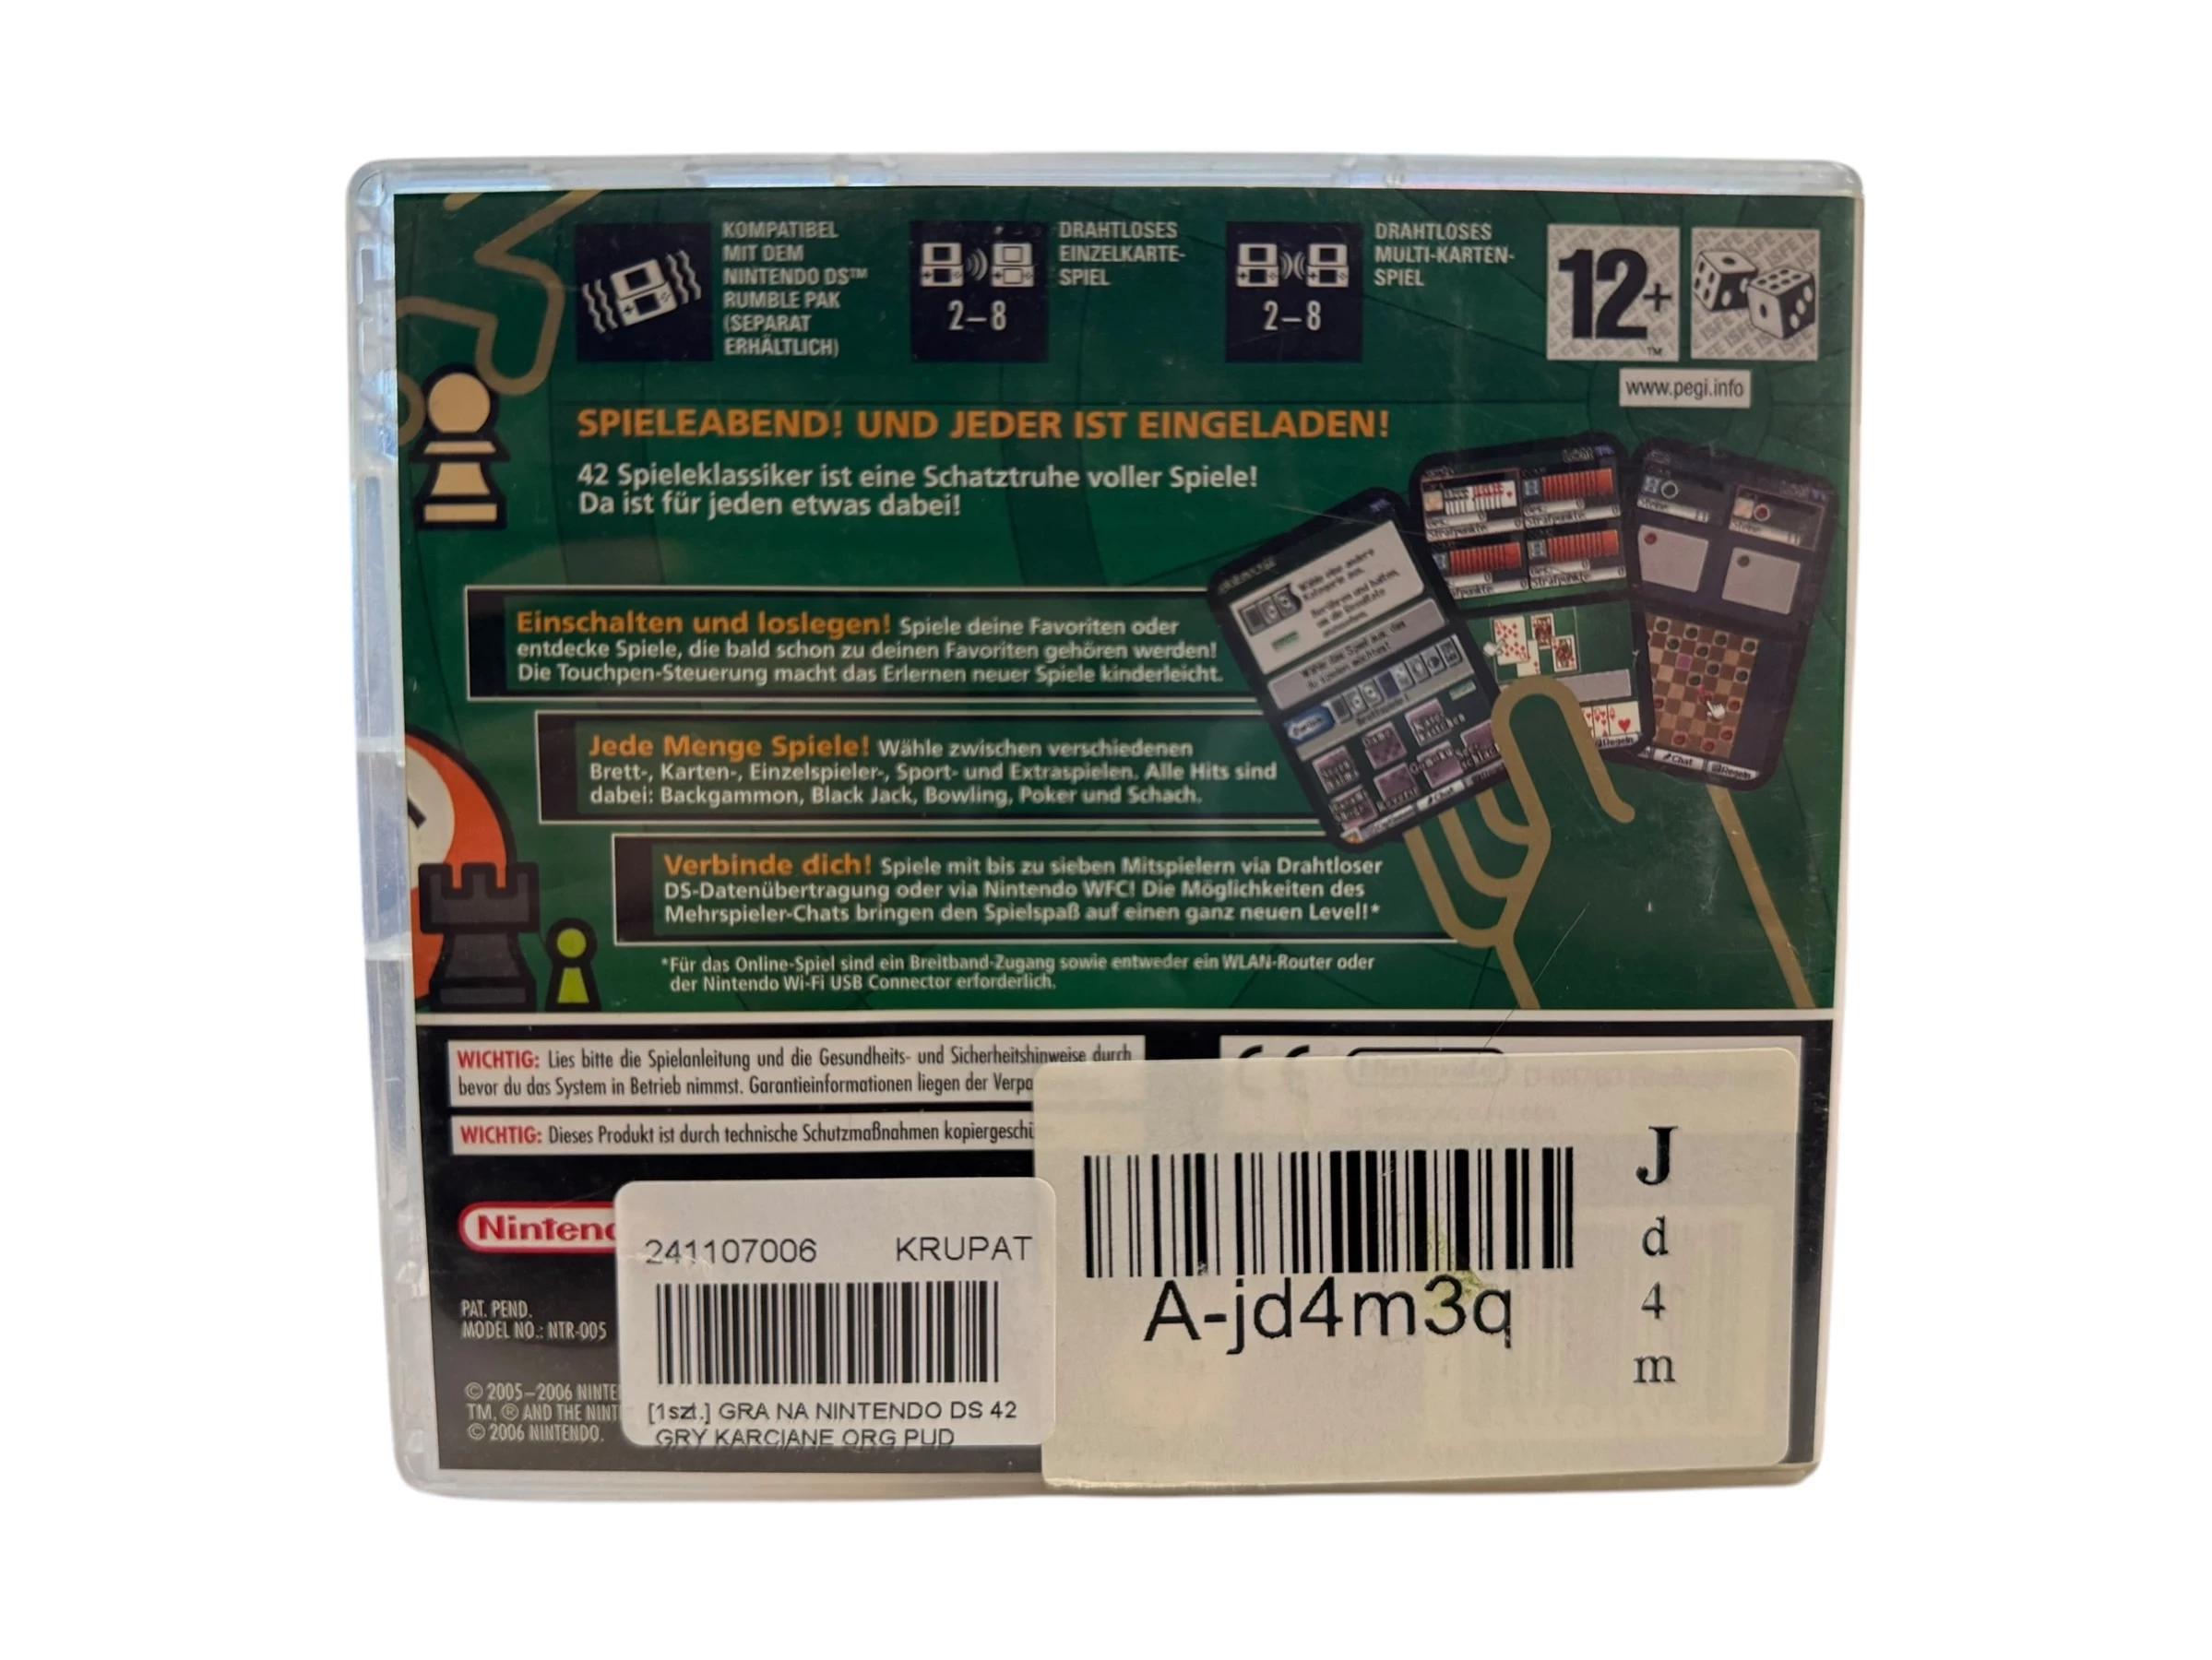 KOMPATIBEL
MIT DEM
NINTENDO DS™
RUMBLE PAK
(SEPARAT
ERHÄLTLICH)
2–8
DRAHTLOSES
EINZELKARTE-
SPIEL
2–8
DRAHTLOSES
MULTI-KARTEN-
SPIEL
12+
TM
www.pegi.info
SPIELEABEND! UND JEDER IST EINGELADEN!
42 Spieleklassiker ist eine Schatztruhe voller Spiele!
Da ist für jeden etwas dabei!
Einschalten und loslegen! Spiele deine Favoriten oder
entdecke Spiele, die bald schon zu deinen Favoriten gehören werden!
Die Touchpen-Steuerung macht das Erlernen neuer Spiele kinderleicht.
Jede Menge Spiele! Wähle zwischen verschiedenen
Brett-, Karten-, Einzelspieler-, Sport- und Extraspielen. Alle Hits sind
dabei: Backgammon, Black Jack, Bowling, Poker und Schach.
Verbinde dich! Spiele mit bis zu sieben Mitspielern via Drahtloser
DS-Datenübertragung oder via Nintendo WFC! Die Möglichkeiten des
Mehrspieler-Chats bringen den Spielspaß auf einen ganz neuen Level!*
*Für das Online-Spiel sind ein Breitband-Zugang sowie entweder ein WLAN-Router oder
der Nintendo Wi-Fi USB Connector erforderlich.
WICHTIG: Lies bitte die Spielanleitung und die Gesundheits- und Sicherheitshinweise durch
bevor du das System in Betrieb nimmst. Garantieinformationen liegen der Verpa
WICHTIG: Dieses Produkt ist durch technische Schutzmaßnahmen kopiergeschü
CE
Nintend
PAT. PEND.
MODEL NO.: NTR-005
© 2005–2006 NINTE
TM, ® AND THE NINT
© 2006 NINTENDO.
241107006 KRUPAT
[1szt.] GRA NA NINTENDO DS 42
GRY KARCIANE ORG PUD
A-jd4m3q
J
d
4
m